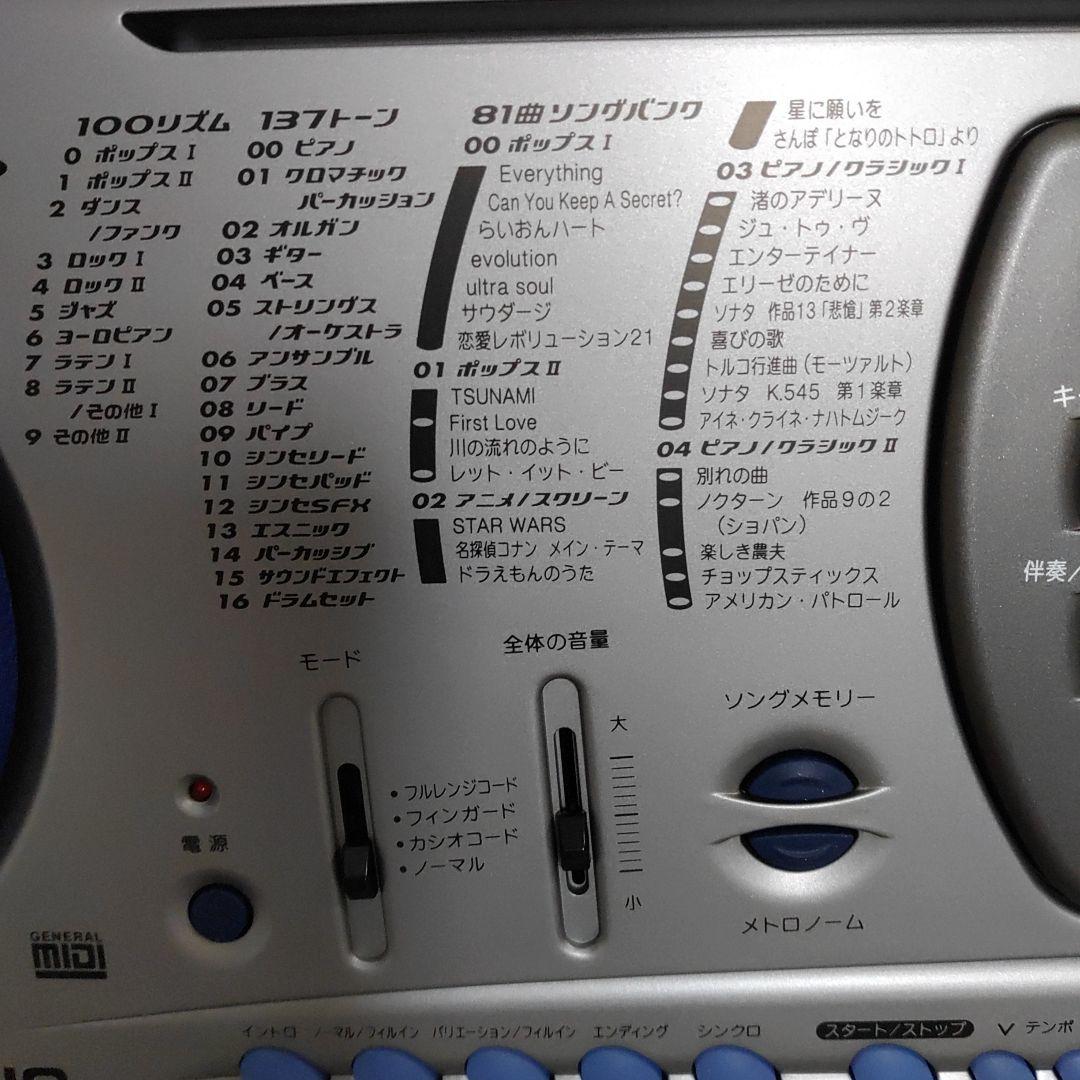 100リズム
0 ポップス I
1 ポップス II
2 ダンス
/ファンク
3 ロック I
4 ロック II
5 ジャズ
6 ヨーロピアン
7 ラテン I
8 ラテン II
/その他 I
9 その他 II
137トーン
00 ピアノ
01 クロマチック
パーカッション
02 オルガン
03 ギター
04 ベース
05 ストリングス
/オーケストラ
06 アンサンブル
07 ブラス
08 リード
09 パイプ
10 シンセリード
11 シンセパッド
12 シンセSFX
13 エスニック
14 パーカッシブ
15 サウンドエフェクト
16 ドラムセット
81曲 ソングバンク
00 ポップス I
Everything
Can You Keep A Secret?
らいおんハート
evolution
ultra soul
サウダージ
恋愛レボリューション21
01 ポップス II
TSUNAMI
First Love
川の流れのように
レット・イット・ビー
02 アニメ/スクリーン
STAR WARS
名探偵コナン メイン・テーマ
ドラえもんのうた
星に願いを
さんぽ「となりのトトロ」より
03 ピアノ/クラシック I
渚のアデリーヌ
ジュ・トゥ・ヴ
エンターテイナー
エリーゼのために
ソナタ 作品13「悲愴」第2楽章
喜びの歌
トルコ行進曲(モーツァルト)
ソナタ K.545 第1楽章
アイネ・クライネ・ナハトムジーク
04 ピアノ/クラシック II
別れの曲
ノクターン 作品9の2
(ショパン)
楽しき農夫
チョップスティックス
アメリカン・パトロール
キ
伴奏/
モード
全体の音量
大
小
・フルレンジコード
・フィンガード
・カシオコード
・ノーマル
ソングメモリー
メトロノーム
電源
GENERAL
MIDI
イントロ ノーマル/フィルイン バリエーション/フィルイン エンディング シンクロ スタート/ストップ ∨ テンポ